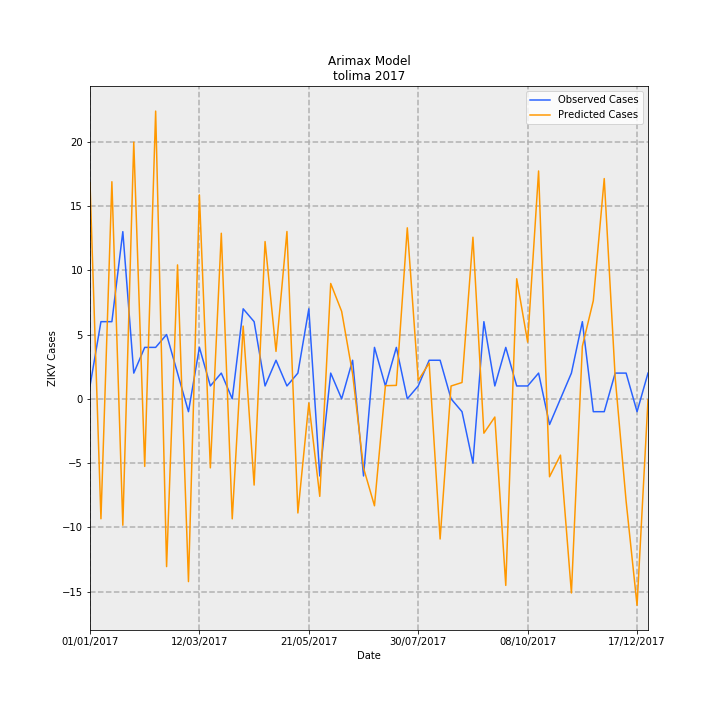 Arimax Model
tolima 2017
Observed Cases
Predicted Cases
ZIKV Cases
20
15
10
5
0
−5
−10
−15
01/01/2017 12/03/2017 21/05/2017 30/07/2017 08/10/2017 17/12/2017
Date